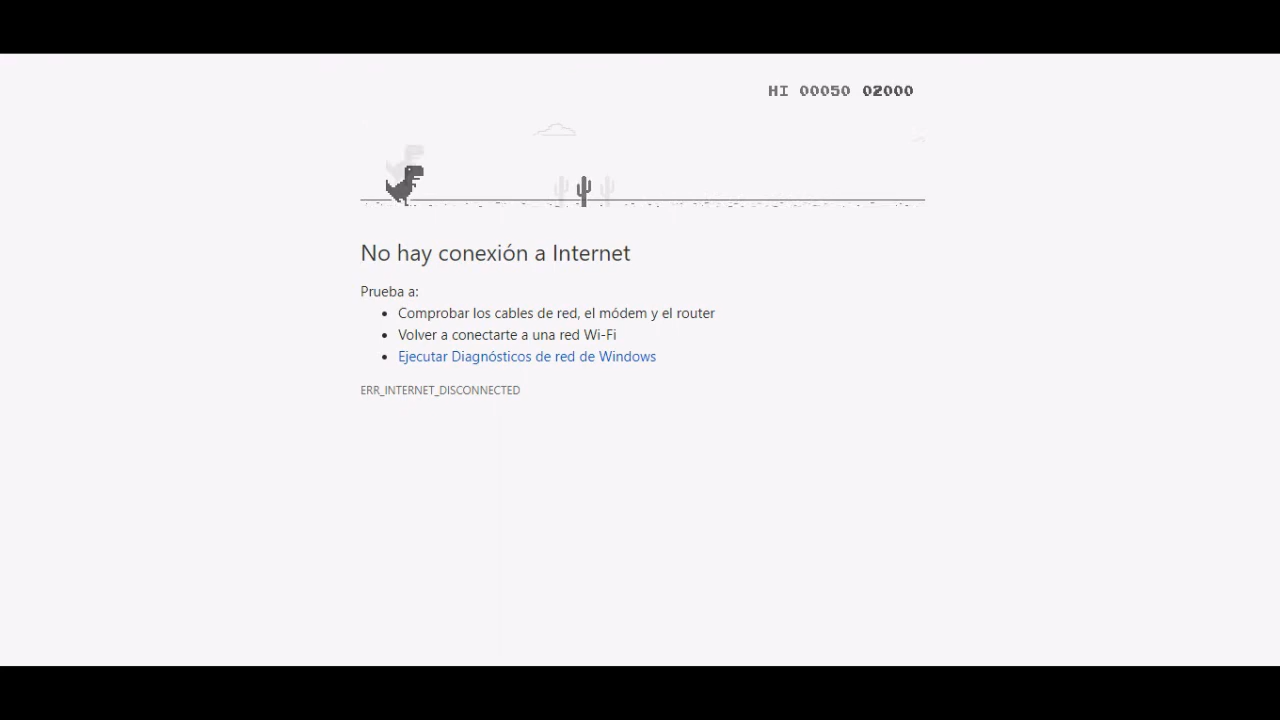 HI 00050 02000
No hay conexión a Internet
Prueba a:
Comprobar los cables de red, el módem y el router
Volver a conectarte a una red Wi-Fi
Ejecutar Diagnósticos de red de Windows
ERR_INTERNET_DISCONNECTED